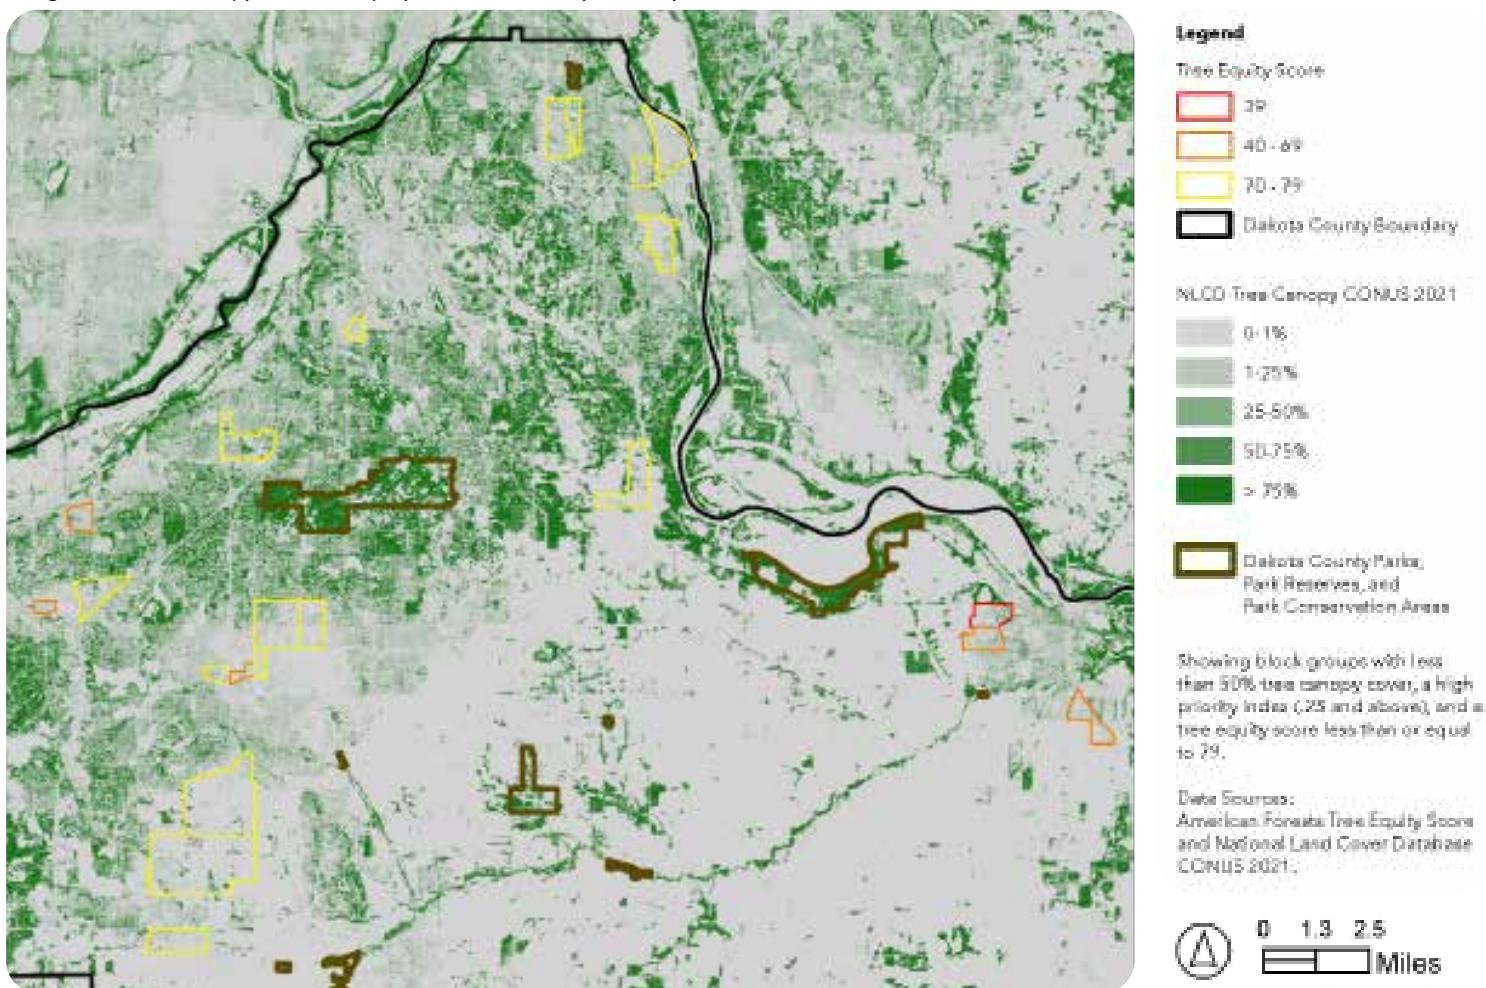 Legend
Tree Equity Score
39
40 - 69
70 - 79
Dakota County Boundary
NLCD Tree Canopy CONUS 2021
0-1%
1-25%
25-50%
50-75%
> 75%
Dakota County Parks,
Park Reserves, and
Park Conservation Areas
Showing block groups with less
than 50% tree canopy cover, a high
priority index (.25 and above), and a
tree equity score less than or equal
to 79.
Data Sources:
American Forests Tree Equity Score
and National Land Cover Database
CONUS 2021.
0 1.3 2.5
Miles